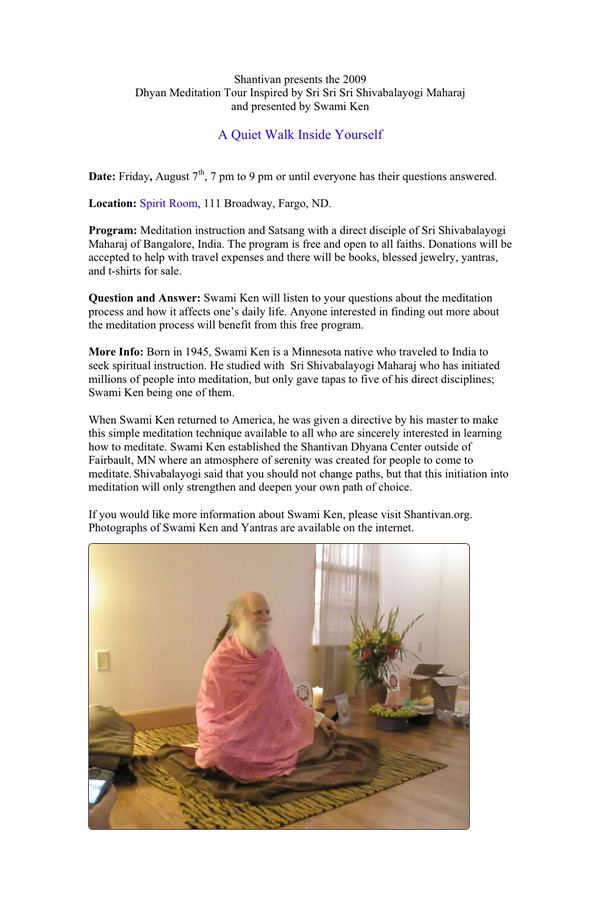 Shantivan presents the 2009
Dhyan Meditation Tour Inspired by Sri Sri Sri Shivabalayogi Maharaj
and presented by Swami Ken
A Quiet Walk Inside Yourself
Date: Friday, August 7th, 7 pm to 9 pm or until everyone has their questions answered.
Location: Spirit Room, 111 Broadway, Fargo, ND.
Program: Meditation instruction and Satsang with a direct disciple of Sri Shivabalayogi
Maharaj of Bangalore, India. The program is free and open to all faiths. Donations will be
accepted to help with travel expenses and there will be books, blessed jewelry, yantras,
and t-shirts for sale.
Question and Answer: Swami Ken will listen to your questions about the meditation
process and how it affects one’s daily life. Anyone interested in finding out more about
the meditation process will benefit from this free program.
More Info: Born in 1945, Swami Ken is a Minnesota native who traveled to India to
seek spiritual instruction. He studied with  Sri Shivabalayogi Maharaj who has initiated
millions of people into meditation, but only gave tapas to five of his direct disciplines;
Swami Ken being one of them.
When Swami Ken returned to America, he was given a directive by his master to make
this simple meditation technique available to all who are sincerely interested in learning
how to meditate. Swami Ken established the Shantivan Dhyana Center outside of
Fairbault, MN where an atmosphere of serenity was created for people to come to
meditate. Shivabalayogi said that you should not change paths, but that this initiation into
meditation will only strengthen and deepen your own path of choice.
If you would like more information about Swami Ken, please visit Shantivan.org.
Photographs of Swami Ken and Yantras are available on the internet.